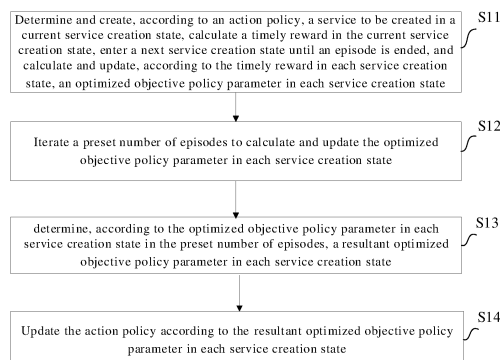 Determine and create, according to an action policy, a service to be created in a
current service creation state, calculate a timely reward in the current service
creation state, enter a next service creation state until an episode is ended, and
calculate and update, according to the timely reward in each service creation
state, an optimized objective policy parameter in each service creation state
S11
Iterate a preset number of episodes to calculate and update the optimized
objective policy parameter in each service creation state
S12
determine, according to the optimized objective policy parameter in each
service creation state in the preset number of episodes, a resultant optimized
objective policy parameter in each service creation state
S13
Update the action policy according to the resultant optimized objective policy
parameter in each service creation state
S14